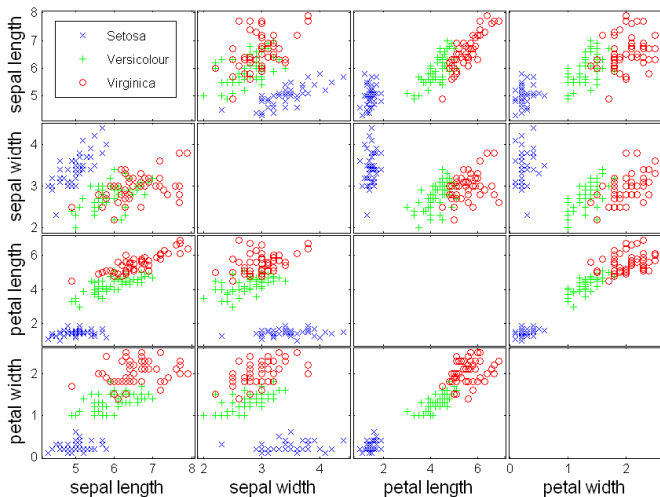 8
7
6
5
sepal length
× Setosa
+ Versicolour
o Virginica
4
3
2
sepal width
6
4
2
petal length
2
1
0
petal width
5 6 7 8
2 3 4
0 2 4 6
0 1 2
sepal length
sepal width
petal length
petal width